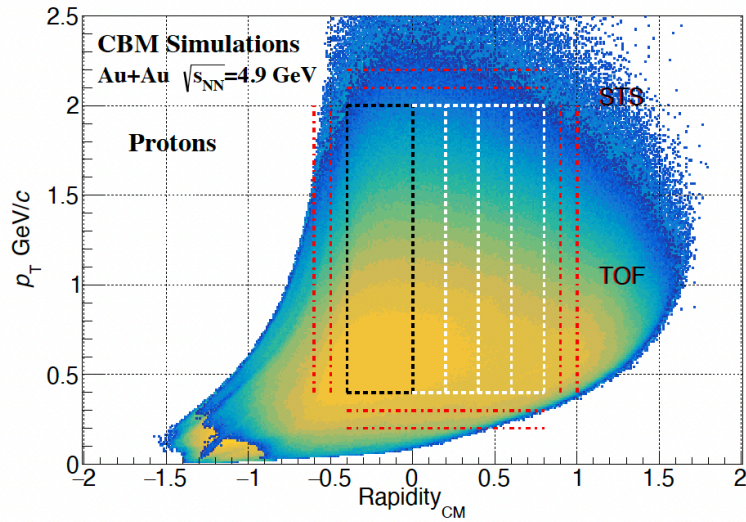 2.5
CBM Simulations
Au+Au √sNN=4.9 GeV
STS
2
Protons
1.5
TOF
1
0.5
0
pT GeV/c
−2 −1.5 −1 −0.5 0 0.5 1 1.5 2
RapidityCM